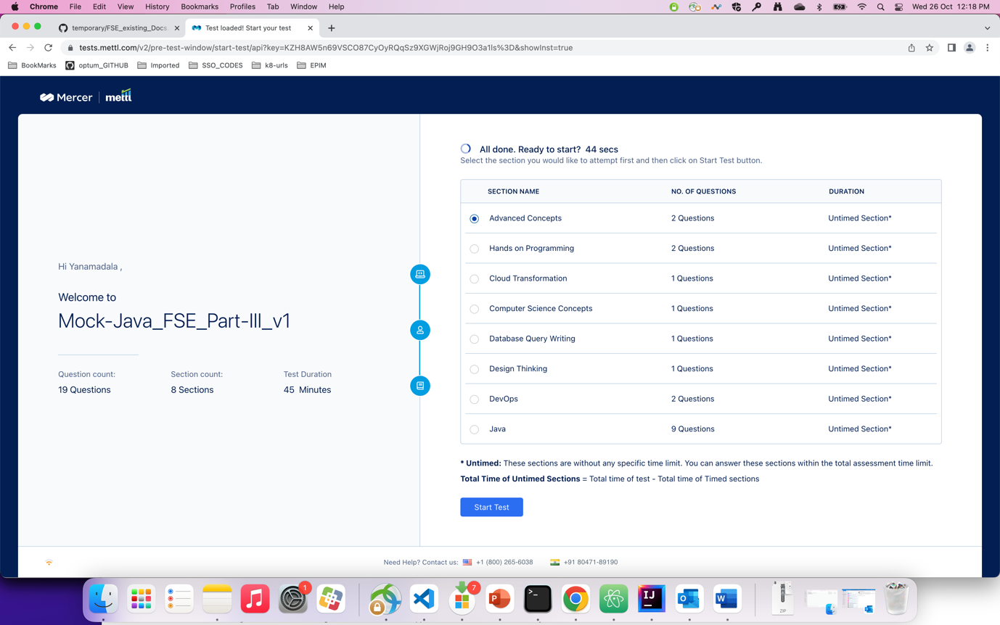 Chrome File Edit View History Bookmarks Profiles Tab Window Help Wed 26 Oct 12:18 PM
temporary/FSE_existing_Docs Test loaded! Start your test
tests.mettl.com/v2/pre-test-window/start-test/api?key=KZH8AW5n69VSCO87CyOyRQqSz9XGWjRoj9GH9O3a1ls%3D&showInst=true
BookMarks optum_GITHUB Imported SSO_CODES k8-urls EPIM
Mercer mettl
Hi Yanamadala ,
Welcome to
Mock-Java_FSE_Part-III_v1
Question count: Section count: Test Duration
19 Questions 8 Sections 45 Minutes
All done. Ready to start? 44 secs
Select the section you would like to attempt first and then click on Start Test button.
SECTION NAME NO. OF QUESTIONS DURATION
Advanced Concepts 2 Questions Untimed Section*
Hands on Programming 2 Questions Untimed Section*
Cloud Transformation 1 Questions Untimed Section*
Computer Science Concepts 1 Questions Untimed Section*
Database Query Writing 1 Questions Untimed Section*
Design Thinking 1 Questions Untimed Section*
DevOps 2 Questions Untimed Section*
Java 9 Questions Untimed Section*
* Untimed: These sections are without any specific time limit. You can answer these sections within the total assessment time limit.
Total Time of Untimed Sections = Total time of test - Total time of Timed sections
Start Test
Need Help? Contact us: +1 (800) 265-6038 +91 80471-89190
1 7 P >_ IJ O W ZIP